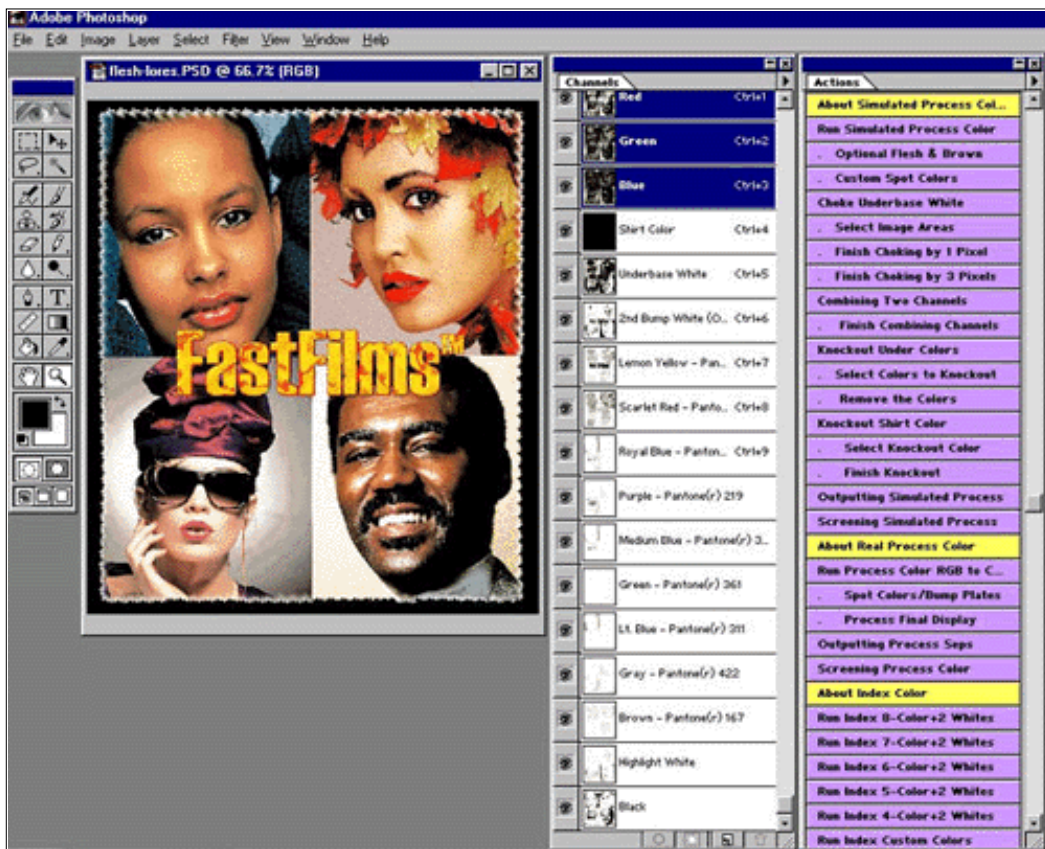 Adobe Photoshop
File Edit Image Layer Select Filter View Window Help
flesh-lores.PSD @ 66.7% (RGB)
FastFilms™
T
Channels
Red Ctrl+1
Green Ctrl+2
Blue Ctrl+3
Shirt Color Ctrl+4
Underbase White Ctrl+5
2nd Bump White (O... Ctrl+6
Lemon Yellow - Pan... Ctrl+7
Scarlet Red - Panto... Ctrl+8
Royal Blue - Panton... Ctrl+9
Purple - Pantone(r) 219
Medium Blue - Pantone(r) 3...
Green - Pantone(r) 361
Lt. Blue - Pantone(r) 311
Gray - Pantone(r) 422
Brown - Pantone(r) 167
Highlight White
Black
Actions
About Simulated Process Col...
Run Simulated Process Color
. Optional Flesh & Brown
. Custom Spot Colors
Choke Underbase White
. Select Image Areas
. Finish Choking by 1 Pixel
. Finish Choking by 3 Pixels
Combining Two Channels
. Finish Combining Channels
Knockout Under Colors
. Select Colors to Knockout
. Remove the Colors
Knockout Shirt Color
Select Knockout Color
Finish Knockout
Outputting Simulated Process
Screening Simulated Process
About Real Process Color
Run Process Color RGB to C...
. Spot Colors/Bump Plates
. Process Final Display
Outputting Process Seps
Screening Process Color
About Index Color
Run Index 8-Color+2 Whites
Run Index 7-Color+2 Whites
Run Index 6-Color+2 Whites
Run Index 5-Color+2 Whites
Run Index 4-Color+2 Whites
Run Index Custom Colors